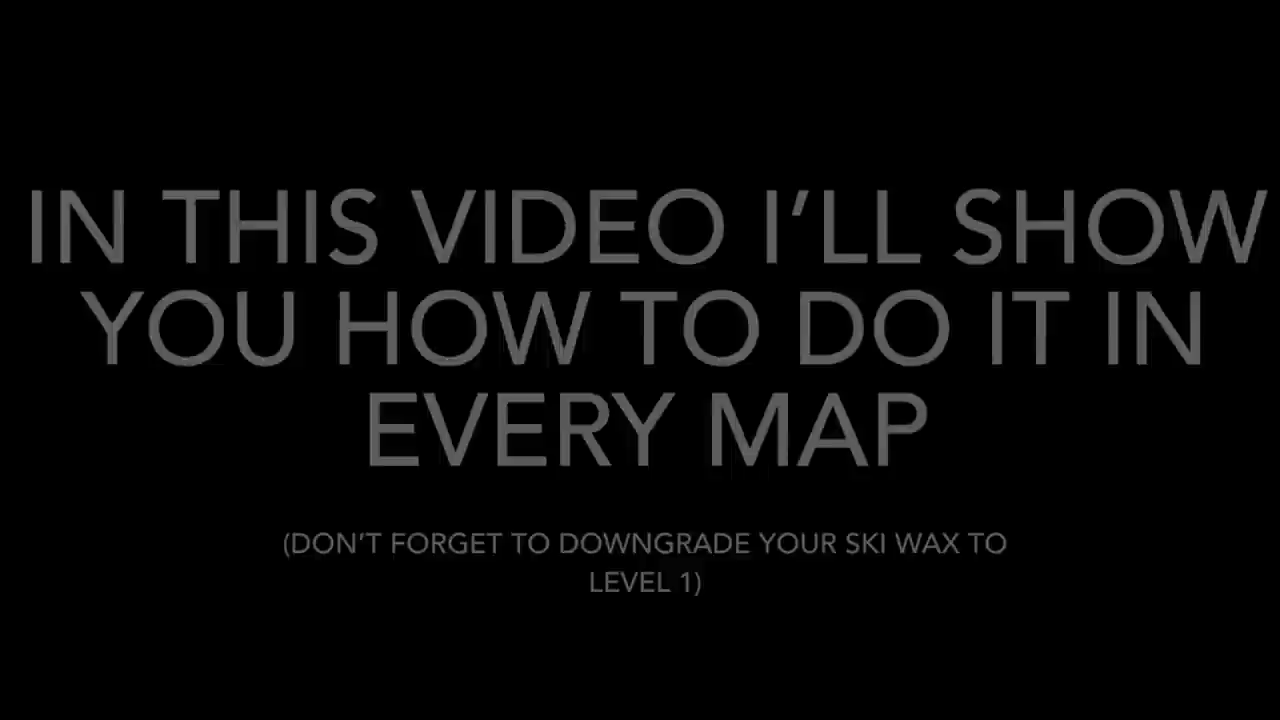 IN THIS VIDEO I’LL SHOW
YOU HOW TO DO IT IN
EVERY MAP
(DON’T FORGET TO DOWNGRADE YOUR SKI WAX TO
LEVEL 1)